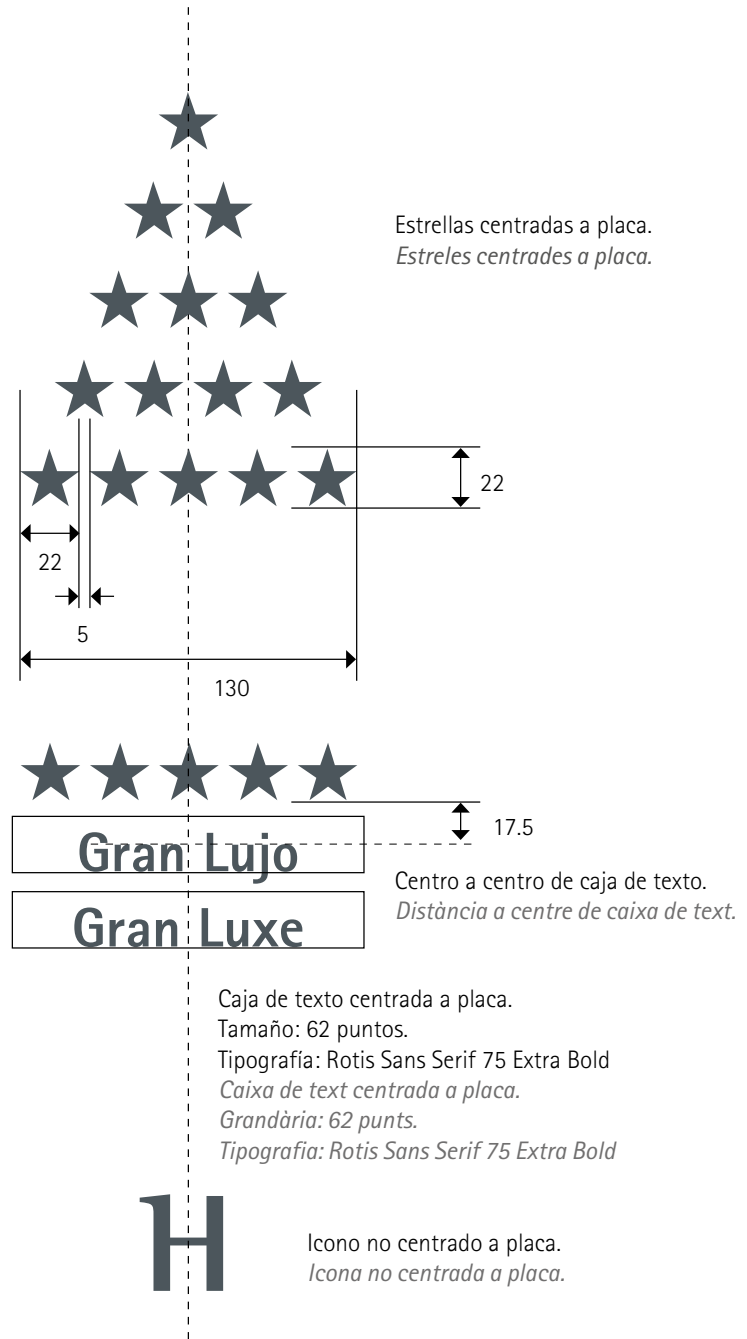 Estrellas centradas a placa.
Estreles centrades a placa.
22
22
5
130
17.5
Gran Lujo
Centro a centro de caja de texto.
Distància a centre de caixa de text.
Gran Luxe
Caja de texto centrada a placa.
Tamaño: 62 puntos.
Tipografía: Rotis Sans Serif 75 Extra Bold
Caixa de text centrada a placa.
Grandària: 62 punts.
Tipografia: Rotis Sans Serif 75 Extra Bold
H
Icono no centrado a placa.
Icona no centrada a placa.